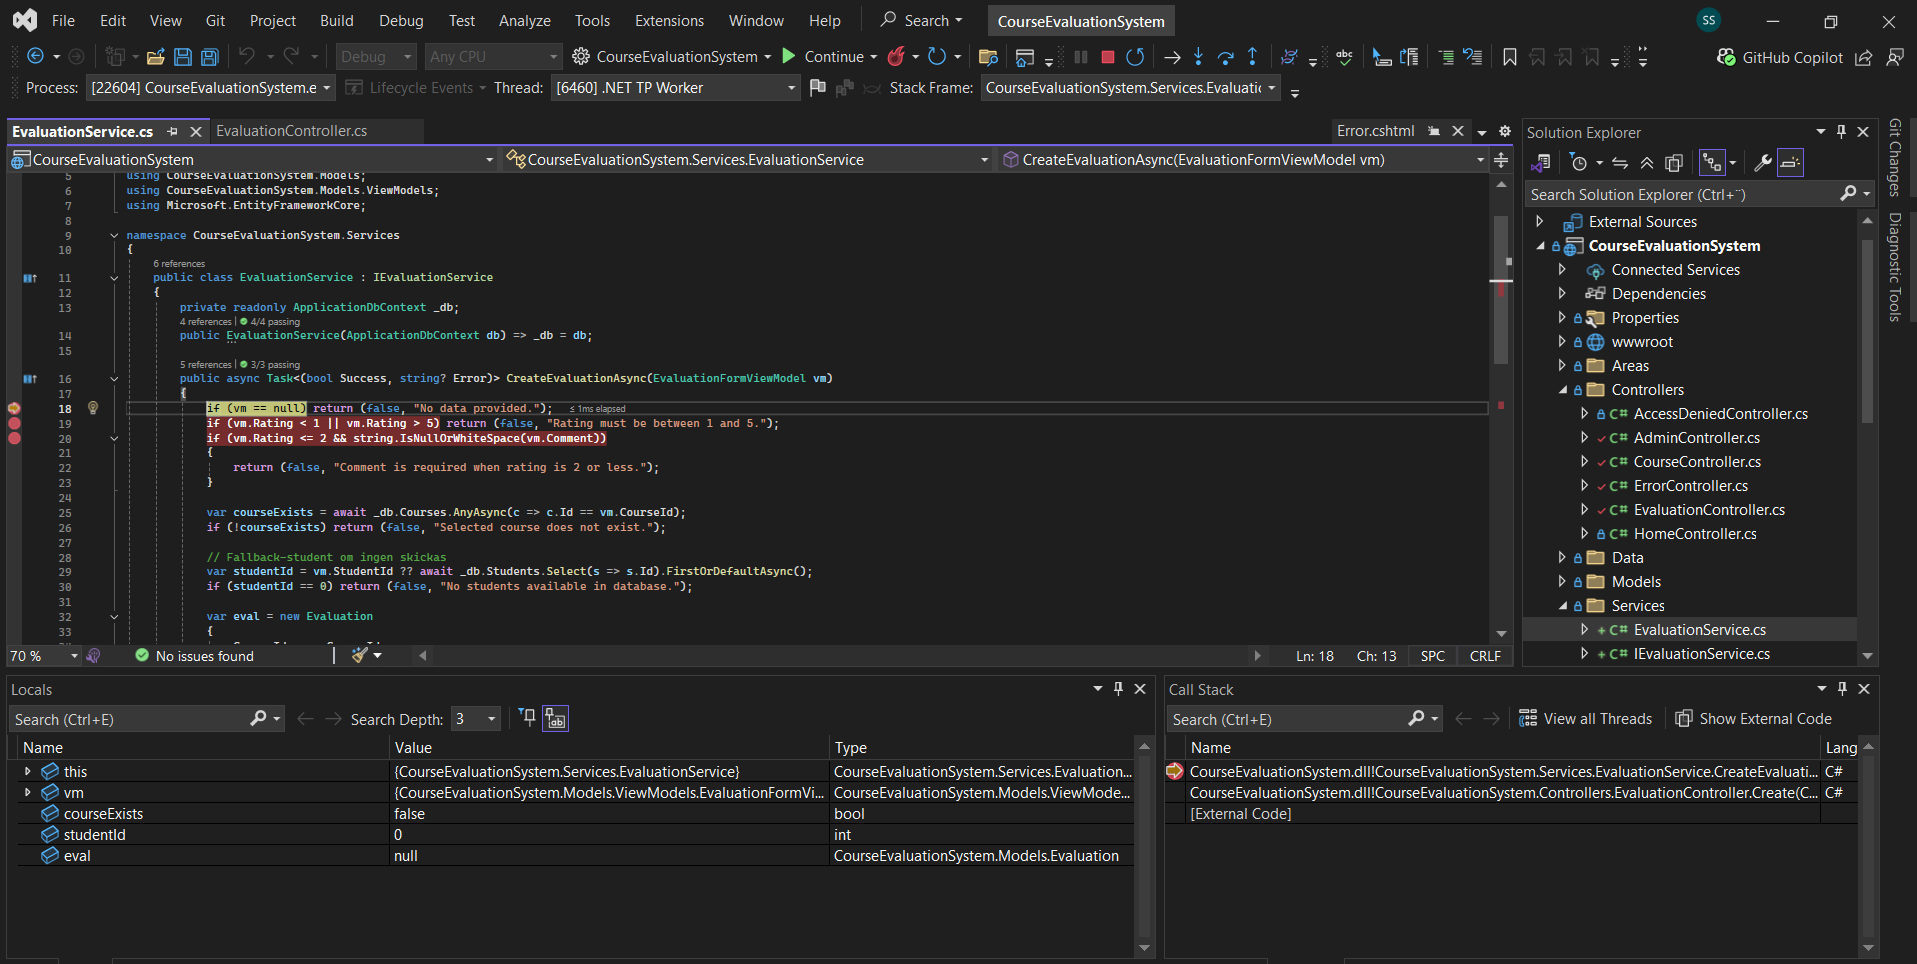 File Edit View Git Project Build Debug Test Analyze Tools Extensions Window Help Search CourseEvaluationSystem SS
Debug Any CPU CourseEvaluationSystem Continue abc GitHub Copilot
Process: [22604] CourseEvaluationSystem.e Lifecycle Events Thread: [6460] .NET TP Worker Stack Frame: CourseEvaluationSystem.Services.Evaluatic
EvaluationService.cs EvaluationController.cs Error.cshtml
CourseEvaluationSystem CourseEvaluationSystem.Services.EvaluationService CreateEvaluationAsync(EvaluationFormViewModel vm)
5 using CourseEvaluationSystem.Models;
6 using CourseEvaluationSystem.Models.ViewModels;
7 using Microsoft.EntityFrameworkCore;
8
9 namespace CourseEvaluationSystem.Services
10 {
6 references
11 public class EvaluationService : IEvaluationService
12 {
13 private readonly ApplicationDbContext _db;
4 references | 4/4 passing
14 public EvaluationService(ApplicationDbContext db) => _db = db;
15
5 references | 3/3 passing
16 public async Task<(bool Success, string? Error)> CreateEvaluationAsync(EvaluationFormViewModel vm)
17 {
18 if (vm == null) return (false, "No data provided."); ≤ 1ms elapsed
19 if (vm.Rating < 1 || vm.Rating > 5) return (false, "Rating must be between 1 and 5.");
20 if (vm.Rating <= 2 && string.IsNullOrWhiteSpace(vm.Comment))
21 {
22 return (false, "Comment is required when rating is 2 or less.");
23 }
24
25 var courseExists = await _db.Courses.AnyAsync(c => c.Id == vm.CourseId);
26 if (!courseExists) return (false, "Selected course does not exist.");
27
28 // Fallback-student om ingen skickas
29 var studentId = vm.StudentId ?? await _db.Students.Select(s => s.Id).FirstOrDefaultAsync();
30 if (studentId == 0) return (false, "No students available in database.");
31
32 var eval = new Evaluation
33 {
70 % No issues found Ln: 18 Ch: 13 SPC CRLF
Solution Explorer
Search Solution Explorer (Ctrl+¨)
External Sources
CourseEvaluationSystem
Connected Services
Dependencies
Properties
wwwroot
Areas
Controllers
C# AccessDeniedController.cs
C# AdminController.cs
C# CourseController.cs
C# ErrorController.cs
C# EvaluationController.cs
C# HomeController.cs
Data
Models
Services
C# EvaluationService.cs
C# IEvaluationService.cs
Git Changes
Diagnostic Tools
Locals
Search (Ctrl+E) Search Depth: 3
Name Value Type
this {CourseEvaluationSystem.Services.EvaluationService} CourseEvaluationSystem.Services.Evaluation...
vm {CourseEvaluationSystem.Models.ViewModels.EvaluationFormVi... CourseEvaluationSystem.Models.ViewMode...
courseExists false bool
studentId 0 int
eval null CourseEvaluationSystem.Models.Evaluation
Call Stack
Search (Ctrl+E) View all Threads Show External Code
Name Lang
CourseEvaluationSystem.dll!CourseEvaluationSystem.Services.EvaluationService.CreateEvaluati... C#
CourseEvaluationSystem.dll!CourseEvaluationSystem.Controllers.EvaluationController.Create(C... C#
[External Code]